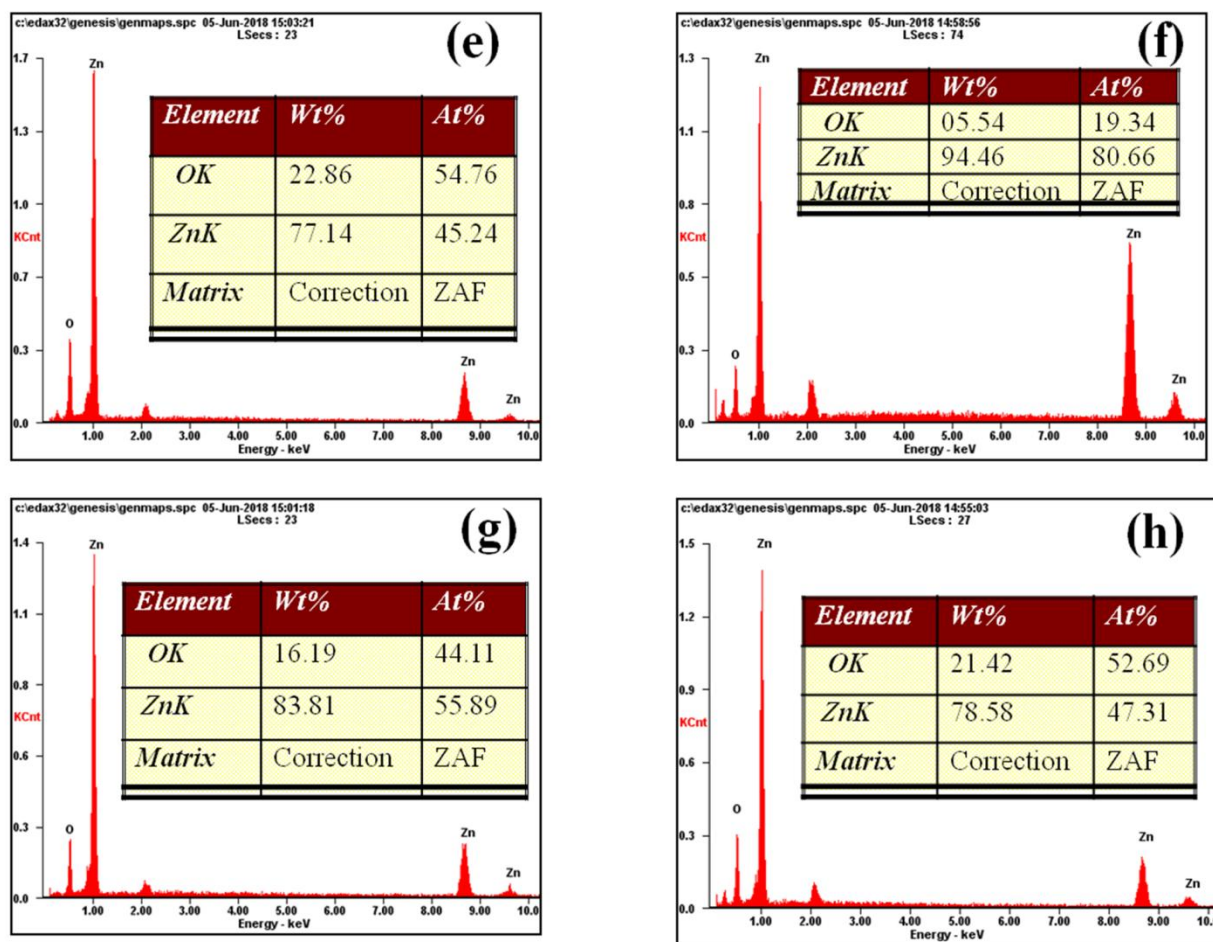 c:\edax32\genesis\genmaps.spc 05-Jun-2018 15:03:21
LSecs : 23
(e)
1.7
1.3
1.0
KCnt
0.7
0.3
0.0
Zn
O
Zn
Zn
Element Wt% At%
OK 22.86 54.76
ZnK 77.14 45.24
Matrix Correction ZAF
1.00 2.00 3.00 4.00 5.00 6.00 7.00 8.00 9.00 10.0
Energy - keV
c:\edax32\genesis\genmaps.spc 05-Jun-2018 14:58:56
LSecs : 74
(f)
1.3
1.1
0.8
KCnt
0.5
0.3
0.0
Zn
O
Zn
Zn
Element Wt% At%
OK 05.54 19.34
ZnK 94.46 80.66
Matrix Correction ZAF
1.00 2.00 3.00 4.00 5.00 6.00 7.00 8.00 9.00 10.0
Energy - keV
c:\edax32\genesis\genmaps.spc 05-Jun-2018 15:01:18
LSecs : 23
(g)
1.4
1.1
0.8
KCnt
0.6
0.3
0.0
Zn
O
Zn
Zn
Element Wt% At%
OK 16.19 44.11
ZnK 83.81 55.89
Matrix Correction ZAF
1.00 2.00 3.00 4.00 5.00 6.00 7.00 8.00 9.00 10.0
Energy - keV
c:\edax32\genesis\genmaps.spc 05-Jun-2018 14:55:03
LSecs : 27
(h)
1.5
1.2
0.9
KCnt
0.6
0.3
0.0
Zn
O
Zn
Zn
Element Wt% At%
OK 21.42 52.69
ZnK 78.58 47.31
Matrix Correction ZAF
1.00 2.00 3.00 4.00 5.00 6.00 7.00 8.00 9.00 10.0
Energy - keV